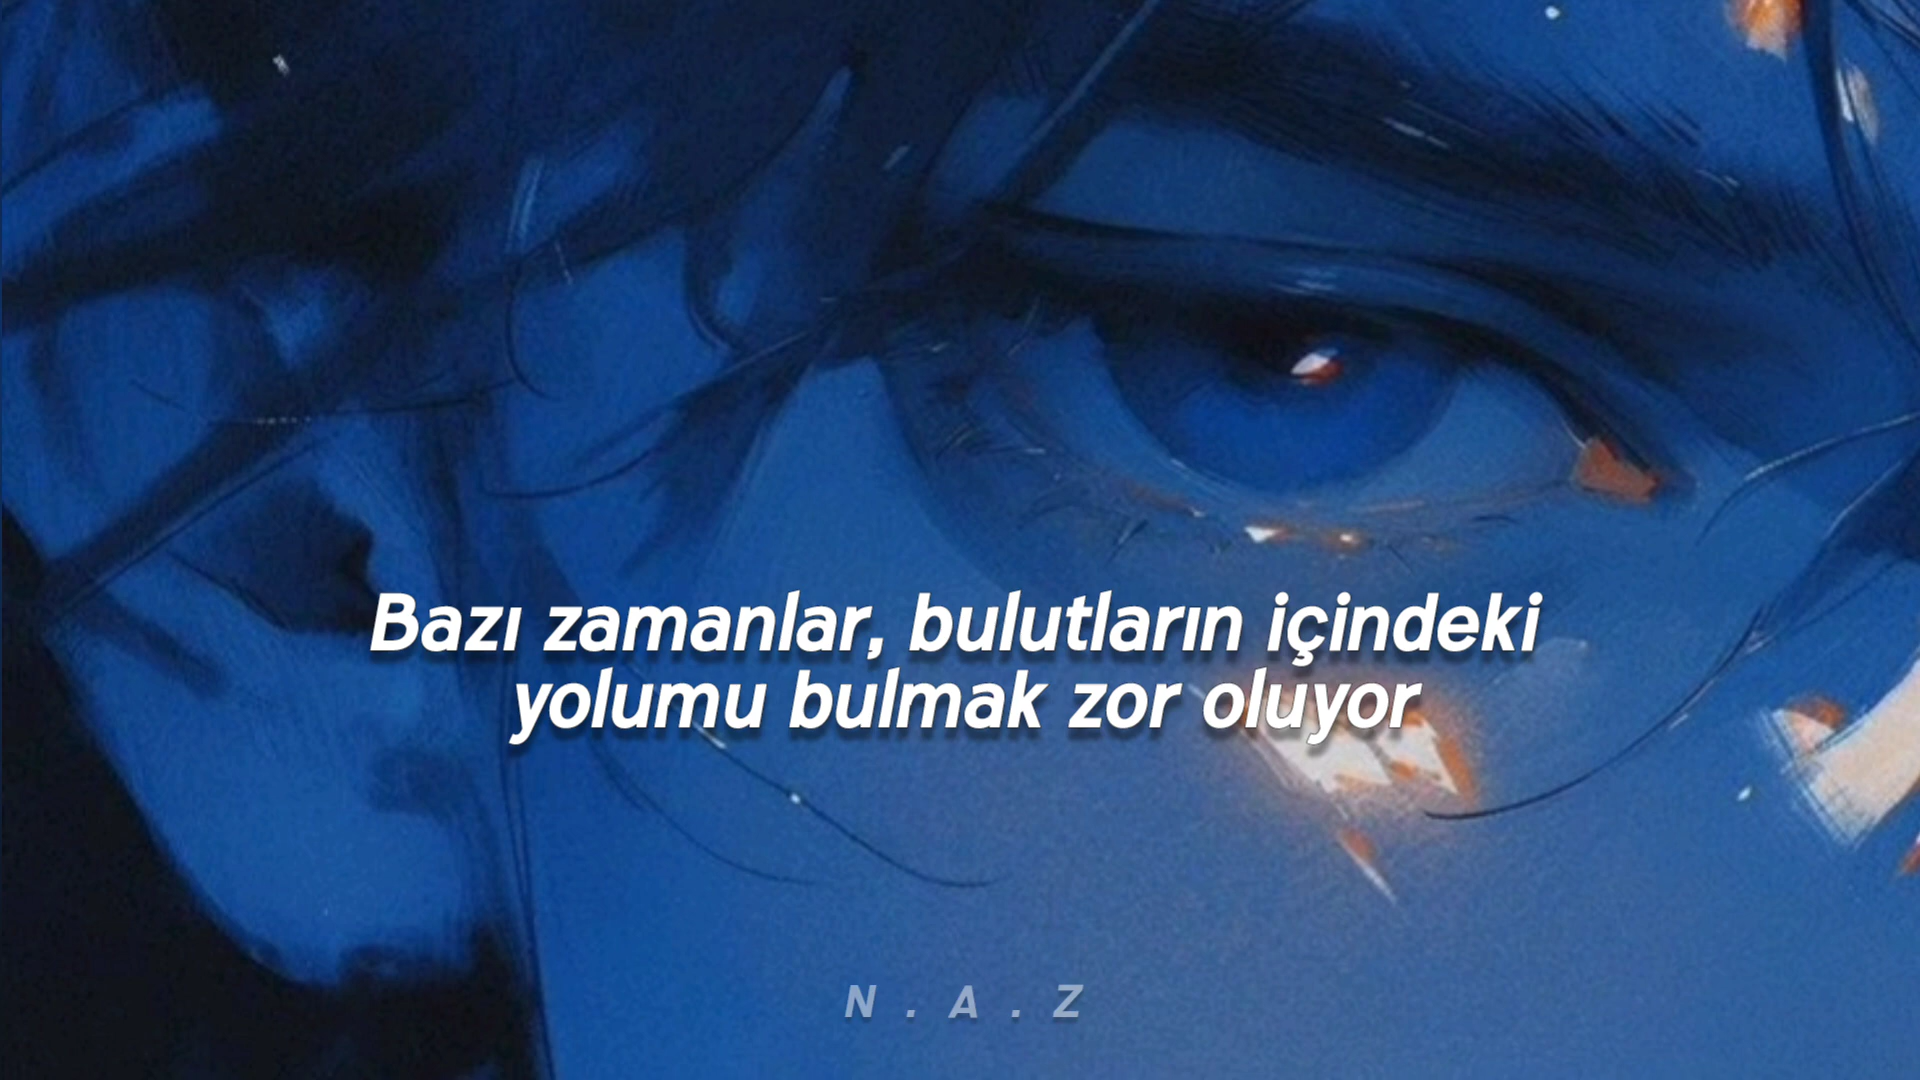 Bazı zamanlar, bulutların içindeki
yolumu bulmak zor oluyor
N . A . Z